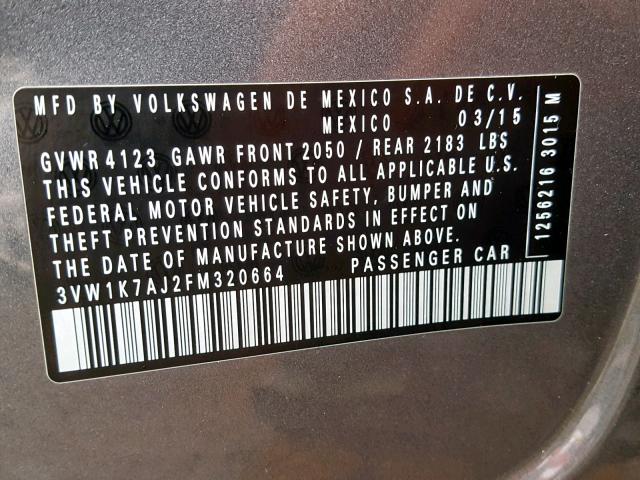 MFD BY VOLKSWAGEN DE MEXICO S.A. DE C.V.
MEXICO 03/15
GVWR 4123 GAWR FRONT 2050 / REAR 2183 LBS
THIS VEHICLE CONFORMS TO ALL APPLICABLE U.S.
FEDERAL MOTOR VEHICLE SAFETY, BUMPER AND
THEFT PREVENTION STANDARDS IN EFFECT ON
THE DATE OF MANUFACTURE SHOWN ABOVE.
3VW1K7AJ2FM320664 PASSENGER CAR
1256216 3015 M